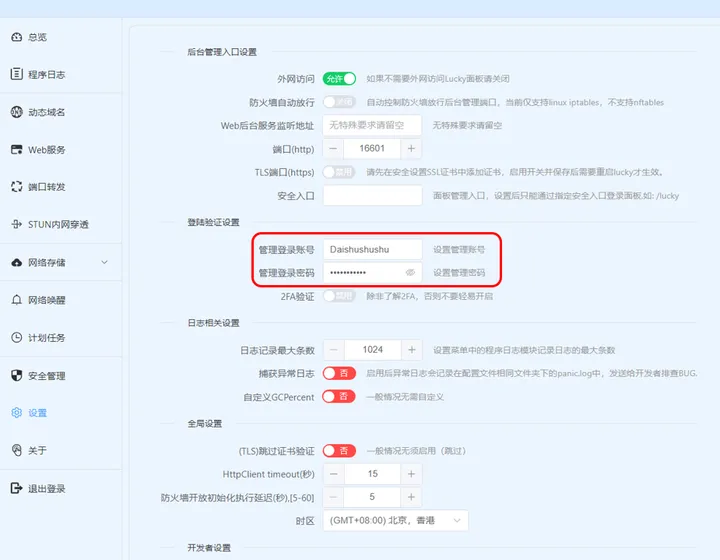 总览
程序日志
动态域名
Web服务
端口转发
STUN内网穿透
网络存储
网络唤醒
计划任务
安全管理
设置
关于
退出登录
后台管理入口设置
外网访问 允许 如果不需要外网访问Lucky面板请关闭
防火墙自动放行 关闭 自动控制防火墙放行后台管理端口，当前仅支持linux iptables，不支持nftables
Web后台服务监听地址 无特殊要求请留空 无特殊要求请留空
端口(http) − 16601 +
TLS端口(https) 禁用 请先在安全设置SSL证书中添加证书，启用开关并保存后需要重启lucky才生效。
安全入口 面板管理入口，设置后只能通过指定安全入口登录面板.如: /lucky
登陆验证设置
管理登录账号 Daishushushu 设置管理账号
管理登录密码 ••••••••••• 设置管理密码
2FA验证 禁用 除非了解2FA，否则不要轻易开启
日志相关设置
日志记录最大条数 − 1024 + 设置菜单中的程序日志模块记录日志的最大条数
捕获异常日志 否 启用后异常日志会记录在配置文件相同文件夹下的panic.log中，发送给开发者排查BUG.
自定义GCPercent 否 一般情况无需自定义
全局设置
(TLS)跳过证书验证 否 一般情况无须启用（跳过）
HttpClient timeout(秒) − 15 +
防火墙开放初始化执行延迟(秒),[5-60] − 5 +
时区 (GMT+08:00) 北京，香港
开发者设置